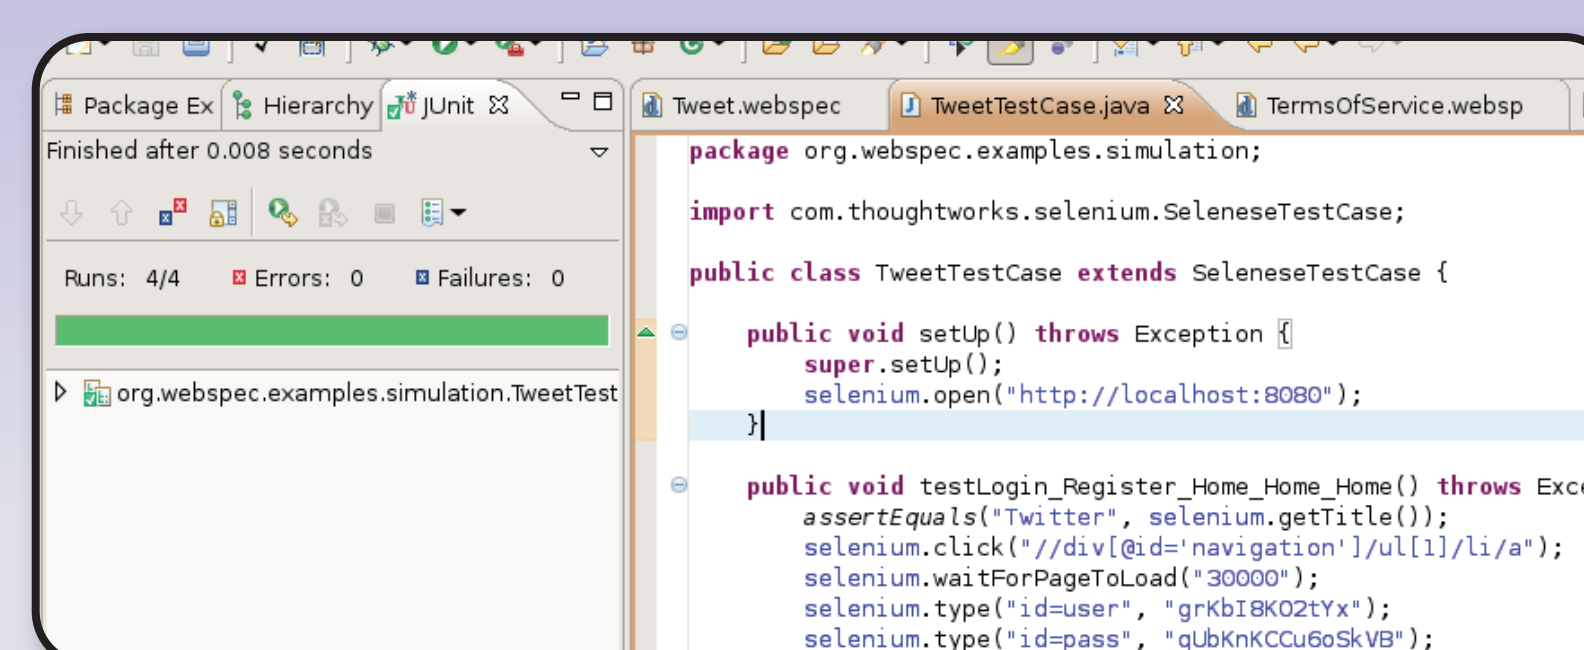 Package Ex Hierarchy JUnit
Finished after 0.008 seconds
Runs: 4/4 Errors: 0 Failures: 0
org.webspec.examples.simulation.TweetTest
Tweet.webspec TweetTestCase.java TermsOfService.websp
package org.webspec.examples.simulation;
import com.thoughtworks.selenium.SeleneseTestCase;
public class TweetTestCase extends SeleneseTestCase {
public void setUp() throws Exception {
super.setUp();
selenium.open("http://localhost:8080");
}
public void testLogin_Register_Home_Home_Home() throws Exce
assertEquals("Twitter", selenium.getTitle());
selenium.click("//div[@id='navigation']/ul[1]/li/a");
selenium.waitForPageToLoad("30000");
selenium.type("id=user", "grKbI8KO2tYx");
selenium.type("id=pass", "qUbKnKCCu6oSkVB");